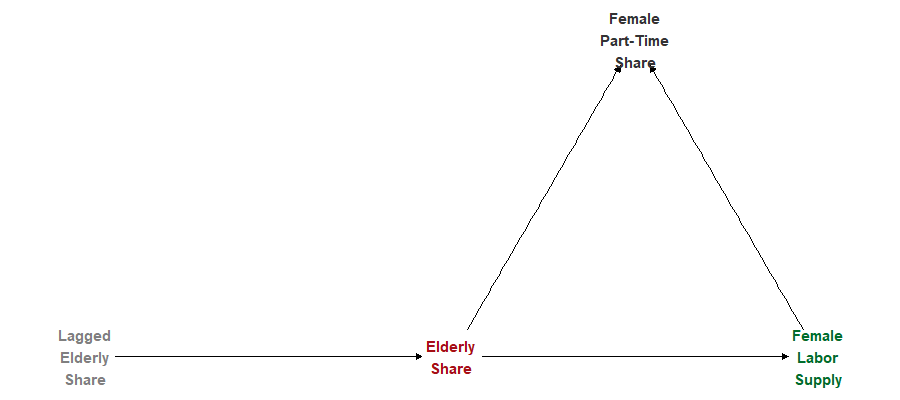 Female
Part-Time
Share
Lagged
Elderly
Share
Elderly
Share
Female
Labor
Supply